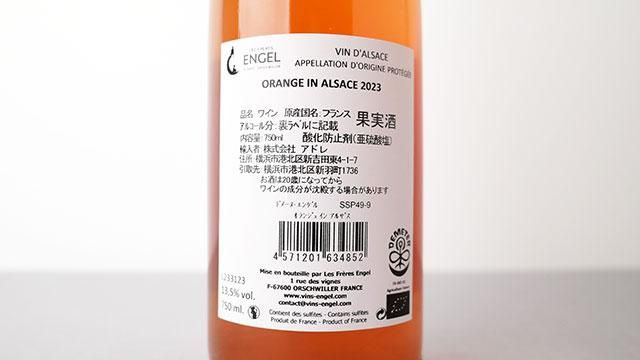 ENGEL
VIN D'ALSACE
APPELLATION D'ORIGINE PROTÉGÉE
ORANGE IN ALSACE 2023
品名:ワイン 原産国名:フランス 果実酒
アルコール分:裏ラベルに記載
内容量:750ml 酸化防止剤(亜硫酸塩)
輸入者:株式会社 アドレ
住所:横浜市港北区新吉田東4-1-7
引取先:横浜市港北区新羽町1736
お酒は20歳になってから
ワインの成分が沈殿する場合があります
ドメーヌ・エンゲル SSP49-9
オランジュ イン アルザス
4 571201 634852
DEMETER
Mise en bouteille par Les Frères Engel
1 rue des vignes
F-67600 ORSCHWILLER FRANCE
www.vins-engel.com
contact@vins-engel.com
L233123
13,5% vol.
750 ml.
Contient des sulfites - Contains sulfites
Produit de France - Product of France